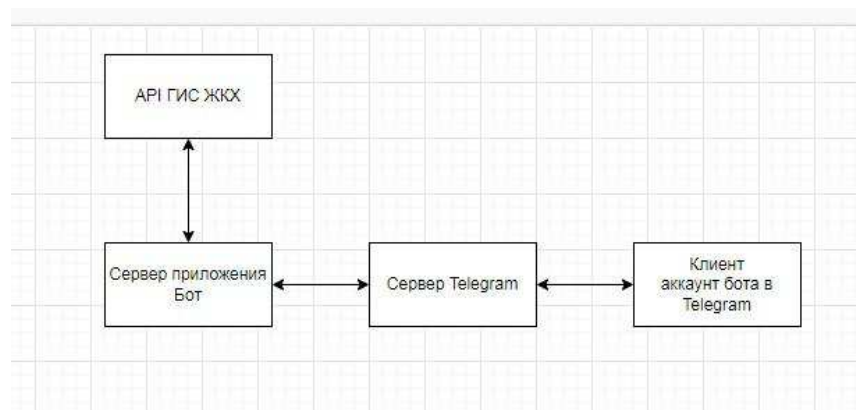 API ГИС ЖКХ
Сервер приложения
Бот
Сервер Telegram
Клиент
аккаунт бота в
Telegram